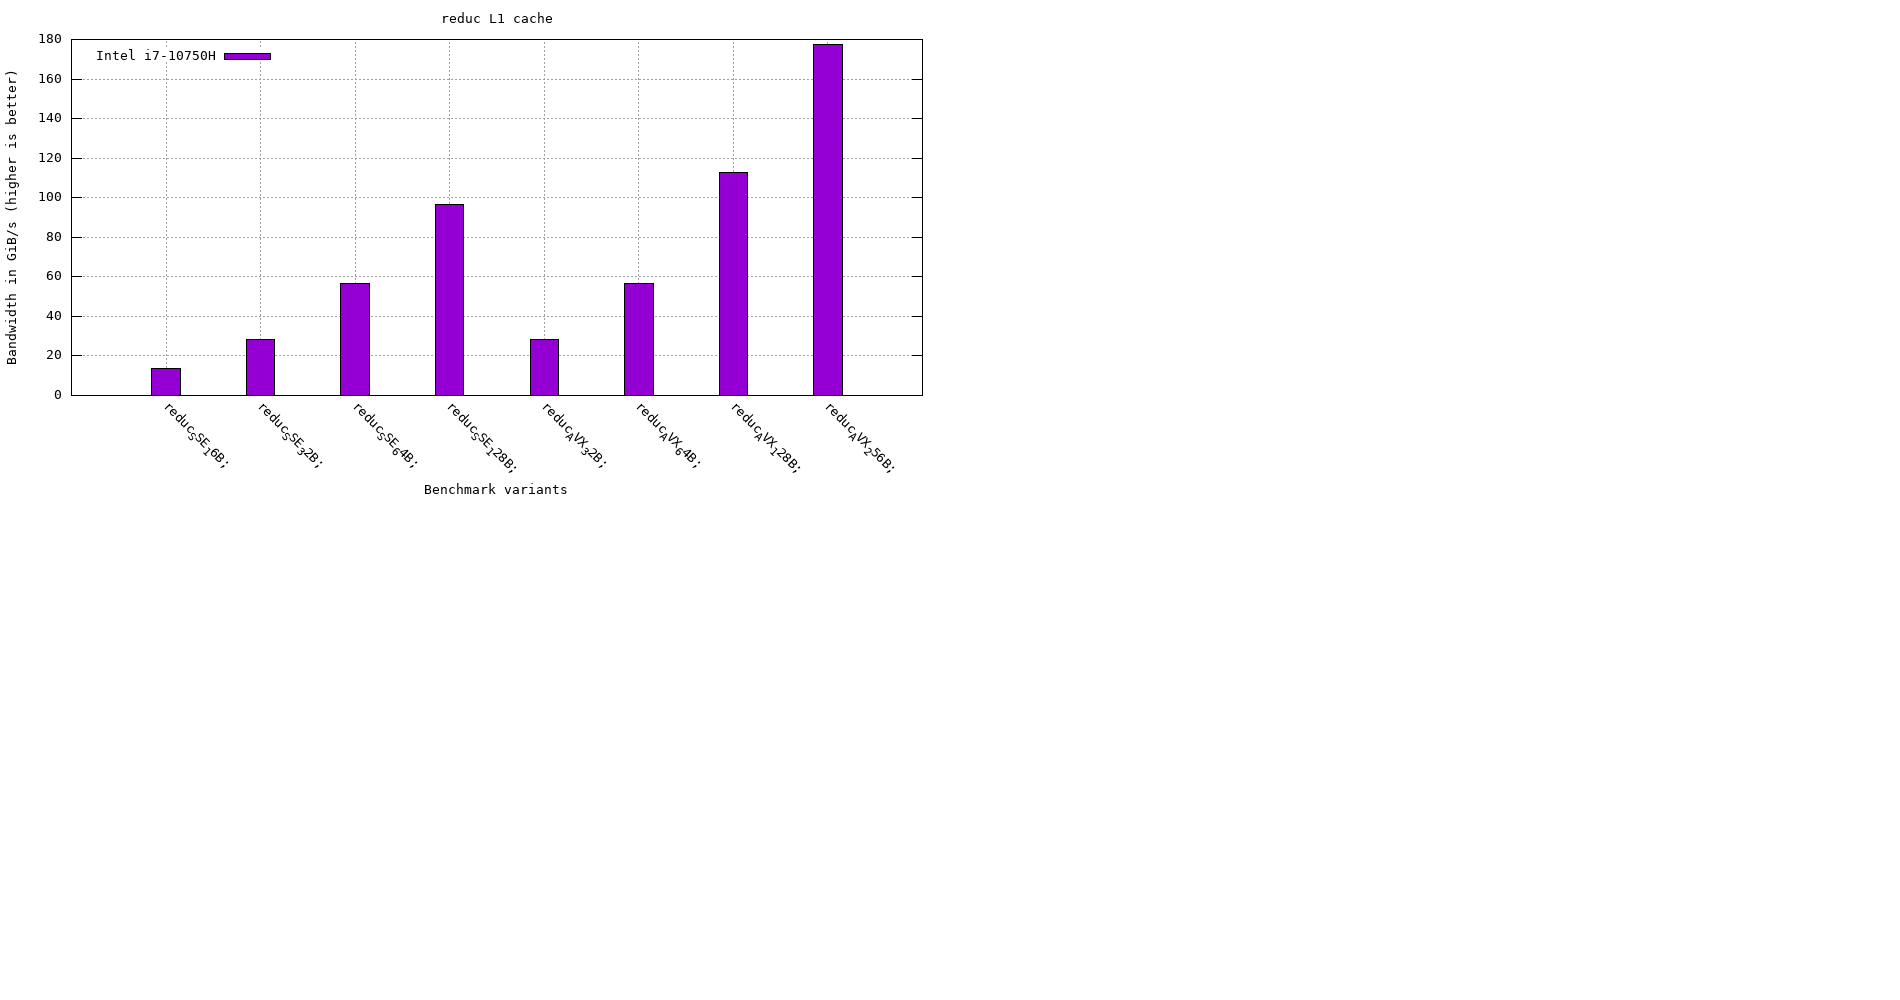 reduc L1 cache
Intel i7-10750H
Bandwidth in GiB/s (higher is better)
180
160
140
120
100
80
60
40
20
0
reducSSE16B;
reducSSE32B;
reducSSE64B;
reducSSE128B;
reducAVX32B;
reducAVX64B;
reducAVX128B;
reducAVX256B;
Benchmark variants